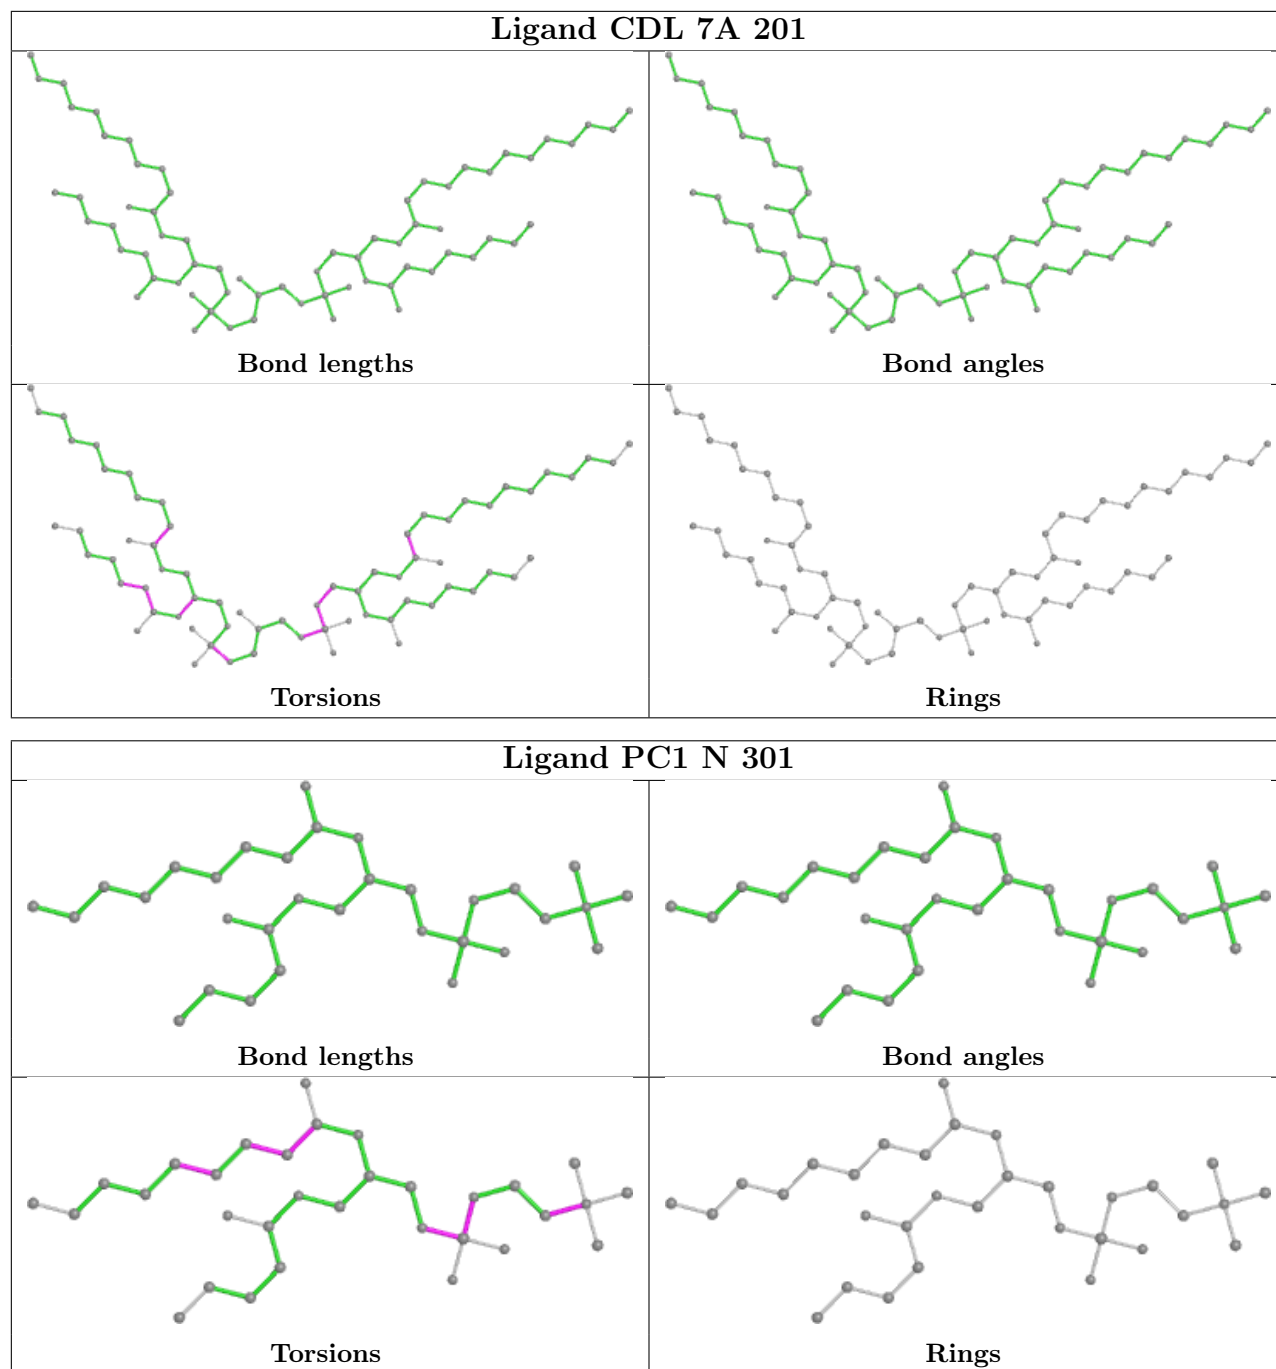 Ligand CDL 7A 201
Bond lengths
Bond angles
Torsions
Rings
Ligand PC1 N 301
Bond lengths
Bond angles
Torsions
Rings